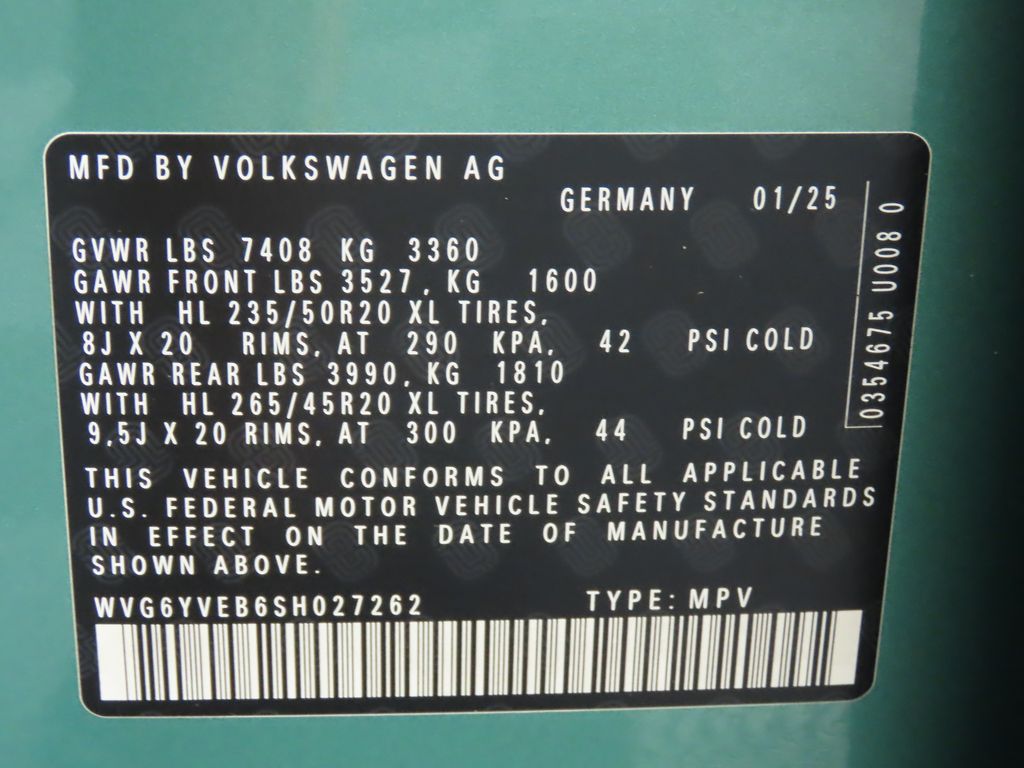 MFD BY VOLKSWAGEN AG
GERMANY 01/25
GVWR LBS 7408 KG 3360
GAWR FRONT LBS 3527, KG 1600
WITH HL 235/50R20 XL TIRES,
8J X 20 RIMS, AT 290 KPA, 42 PSI COLD
GAWR REAR LBS 3990, KG 1810
WITH HL 265/45R20 XL TIRES,
9,5J X 20 RIMS, AT 300 KPA, 44 PSI COLD
THIS VEHICLE CONFORMS TO ALL APPLICABLE
U.S. FEDERAL MOTOR VEHICLE SAFETY STANDARDS
IN EFFECT ON THE DATE OF MANUFACTURE
SHOWN ABOVE.
WVG6YVEB6SH027262 TYPE: MPV
0354675 U008 0